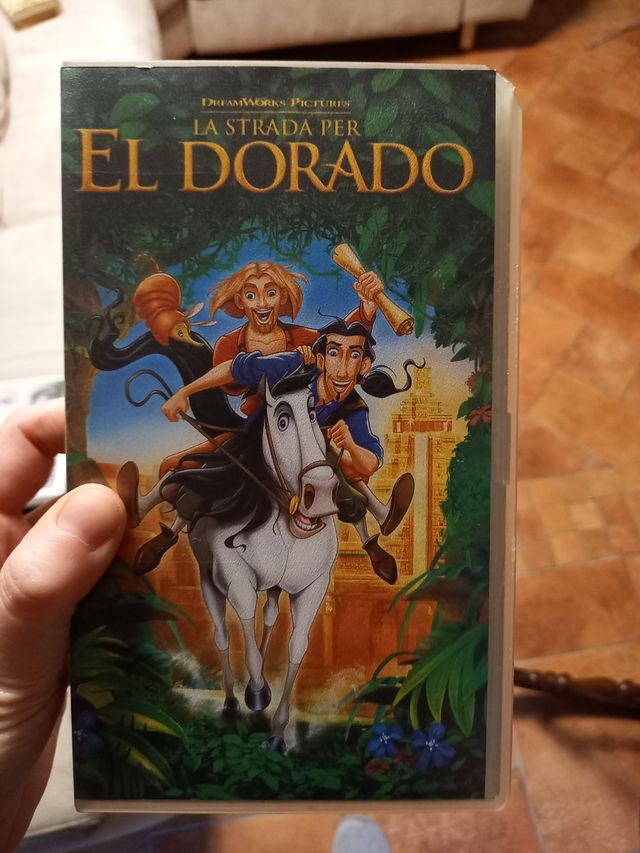 DREAMWORKS PICTURES
LA STRADA PER
EL DORADO